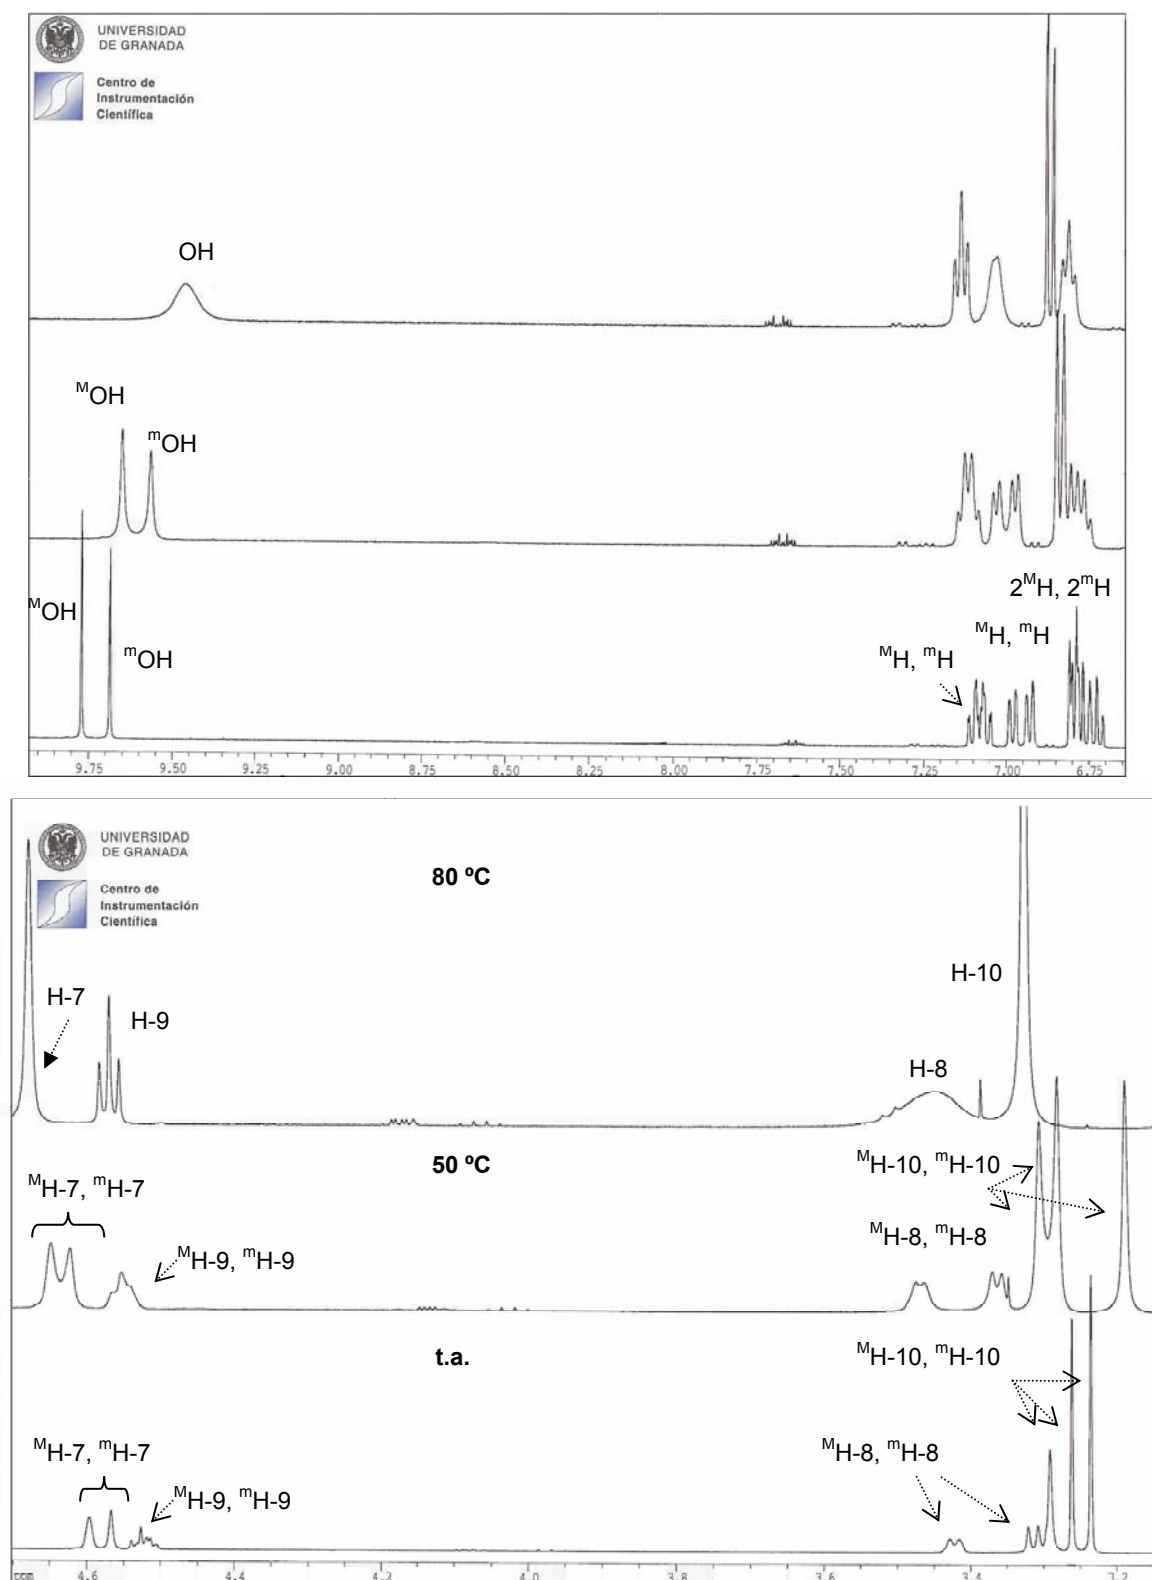 UNIVERSIDAD
DE GRANADA
Centro de
Instrumentación
Científica
OH
ᴹOH
ᵐOH
ᴹOH
ᵐOH
2ᴹH, 2ᵐH
ᴹH, ᵐH
ᴹH, ᵐH
9.75 9.50 9.25 9.00 8.75 8.50 8.25 8.00 7.75 7.50 7.25 7.00 6.75
UNIVERSIDAD
DE GRANADA
Centro de
Instrumentación
Científica
80 ºC
H-7
H-9
H-10
H-8
50 ºC
ᴹH-10, ᵐH-10
ᴹH-7, ᵐH-7
ᴹH-8, ᵐH-8
ᴹH-9, ᵐH-9
t.a.
ᴹH-10, ᵐH-10
ᴹH-7, ᵐH-7
ᴹH-8, ᵐH-8
ᴹH-9, ᵐH-9
ppm 4.6 4.4 4.2 4.0 3.8 3.6 3.4 3.2